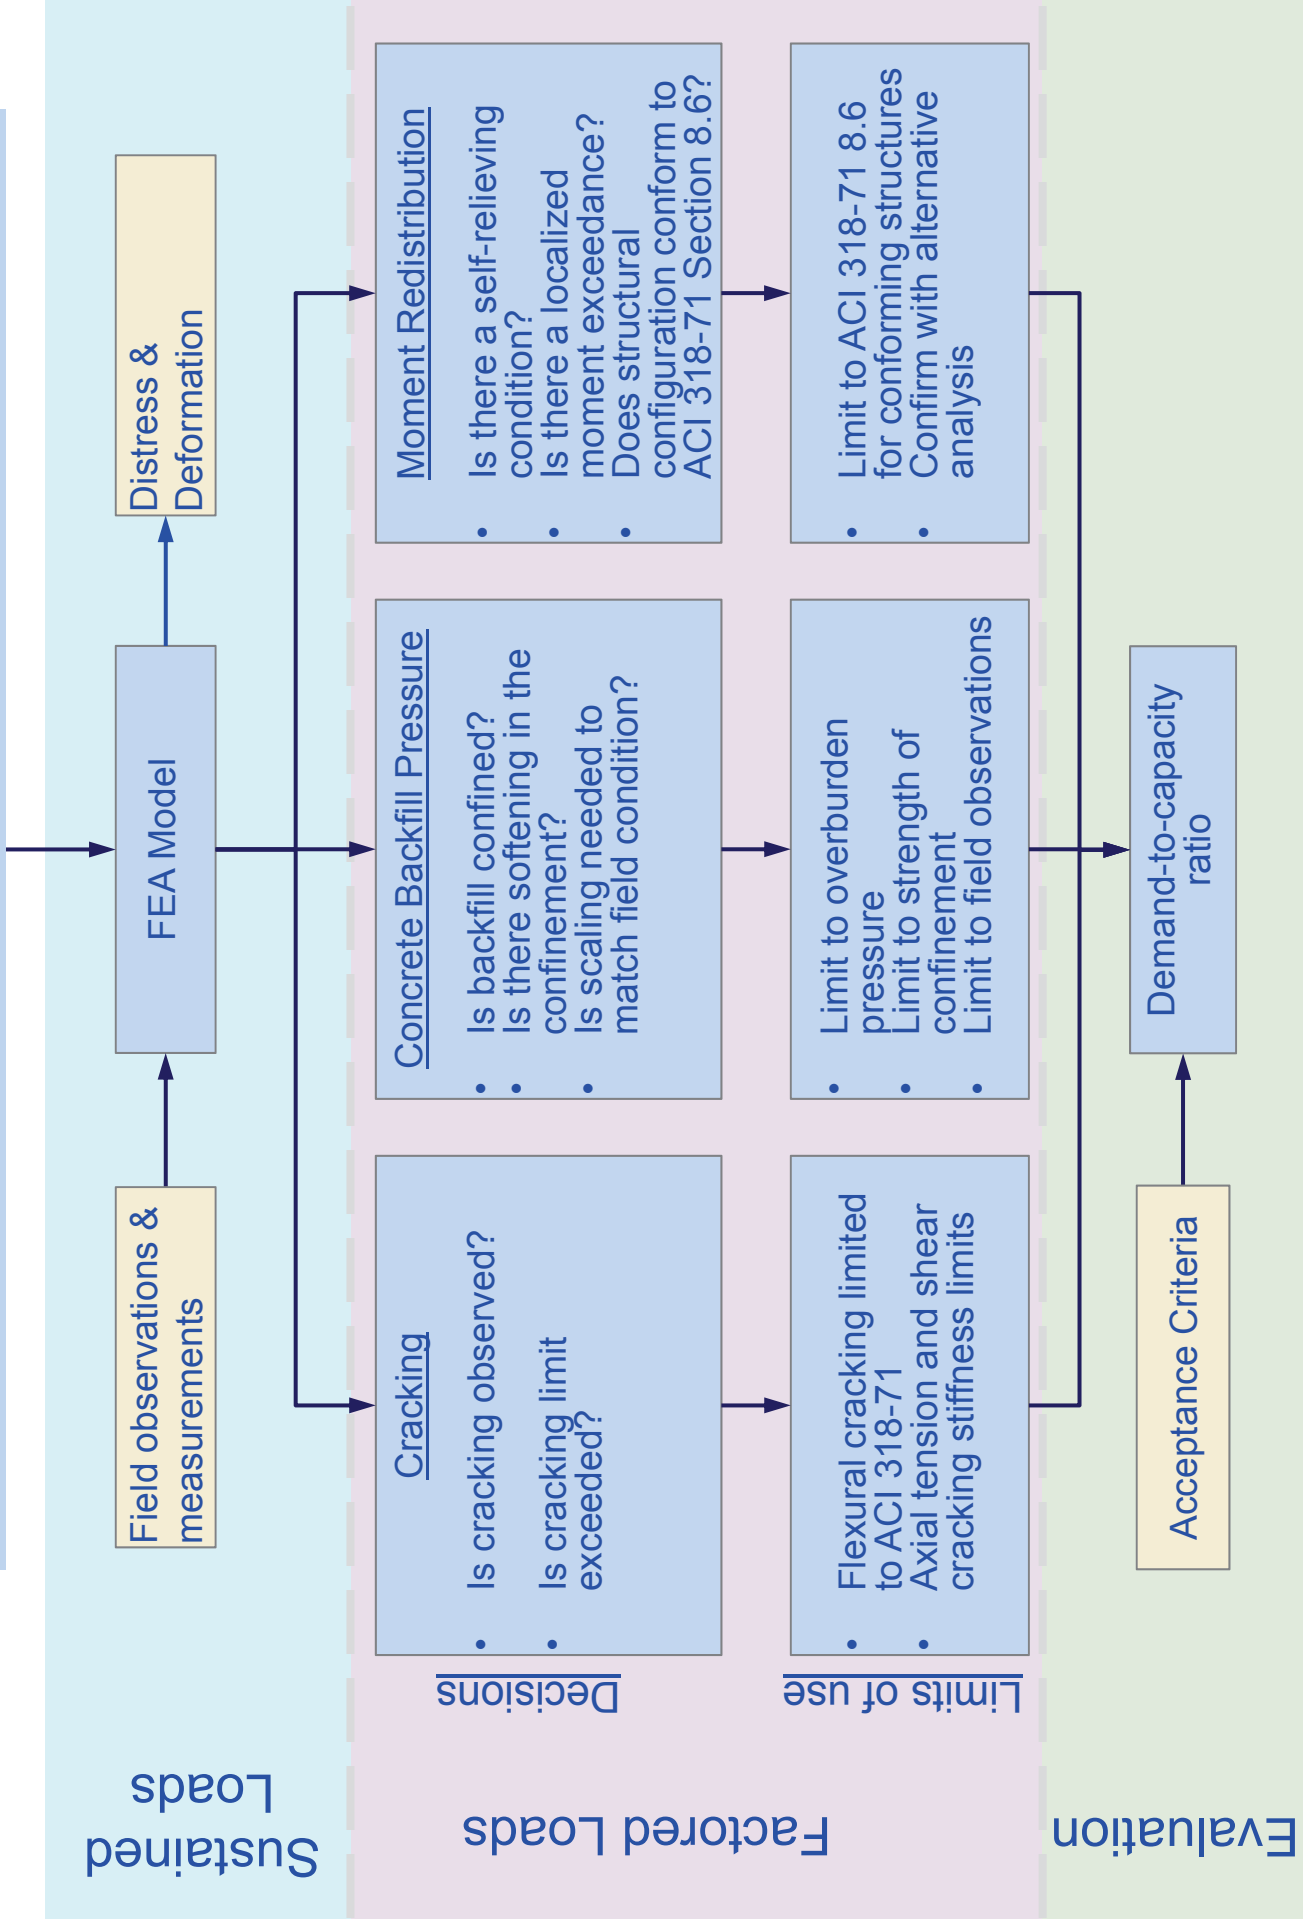 Sustained
Loads
Field observations &
measurements
FEA Model
Distress &
Deformation
Factored Loads
Decisions
Cracking
• Is cracking observed?
• Is cracking limit
exceeded?
Concrete Backfill Pressure
• Is backfill confined?
• Is there softening in the
confinement?
• Is scaling needed to
match field condition?
Moment Redistribution
• Is there a self-relieving
condition?
• Is there a localized
moment exceedance?
• Does structural
configuration conform to
ACI 318-71 Section 8.6?
Limits of use
• Flexural cracking limited
to ACI 318-71
• Axial tension and shear
cracking stiffness limits
• Limit to overburden
pressure
• Limit to strength of
confinement
• Limit to field observations
• Limit to ACI 318-71 8.6
for conforming structures
• Confirm with alternative
analysis
Evaluation
Acceptance Criteria
Demand-to-capacity
ratio